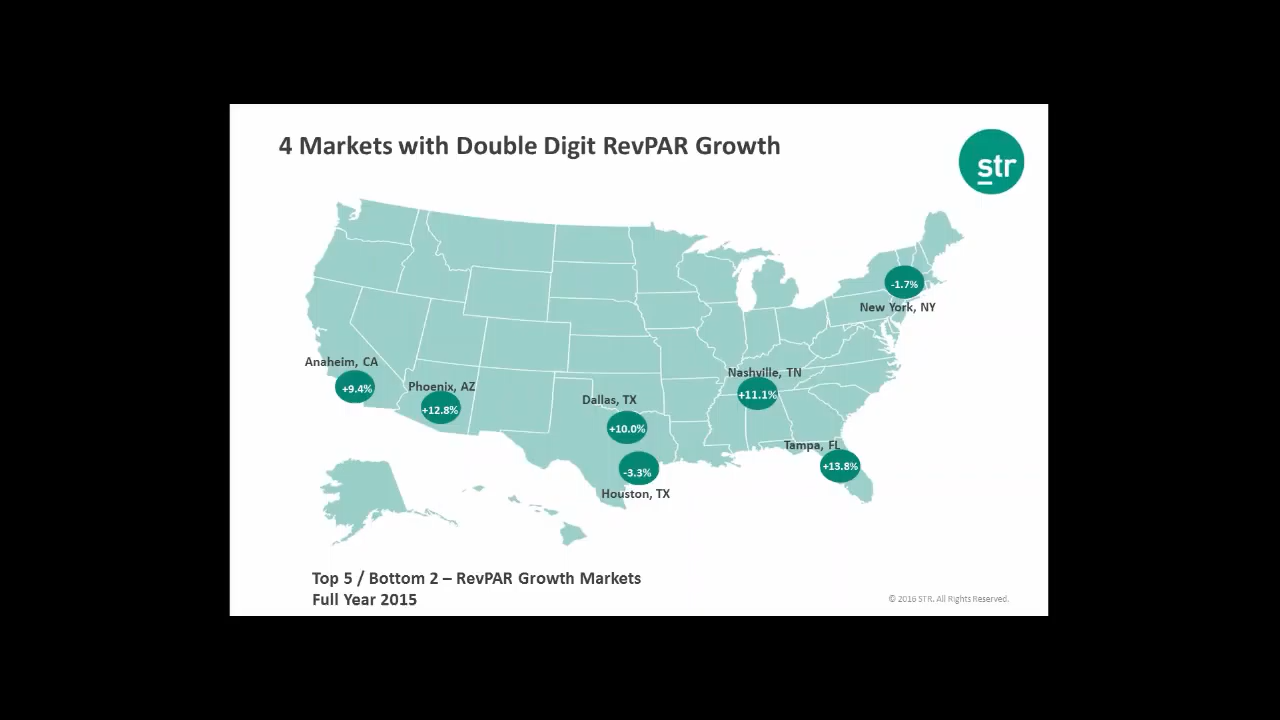 4 Markets with Double Digit RevPAR Growth
str
-1.7%
New York, NY
Anaheim, CA
+9.4%
Phoenix, AZ
+12.8%
Nashville, TN
+11.1%
Dallas, TX
+10.0%
Tampa, FL
+13.8%
-3.3%
Houston, TX
Top 5 / Bottom 2 – RevPAR Growth Markets
Full Year 2015
© 2016 STR. All Rights Reserved.